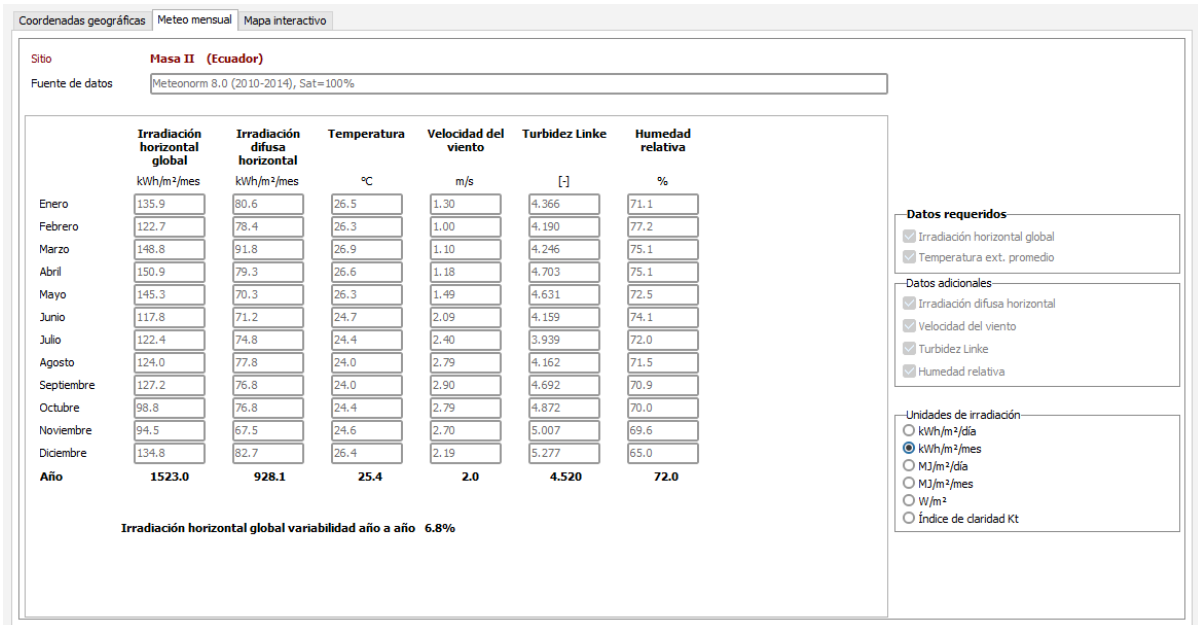 Coordenadas geográficas Meteo mensual Mapa interactivo
Sitio Masa II (Ecuador)
Fuente de datos Meteonorm 8.0 (2010-2014), Sat=100%
Irradiación horizontal global Irradiación difusa horizontal Temperatura Velocidad del viento Turbidez Linke Humedad relativa
kWh/m²/mes kWh/m²/mes °C m/s [-] %
Enero 135.9 80.6 26.5 1.30 4.366 71.1
Febrero 122.7 78.4 26.3 1.00 4.190 77.2
Marzo 148.8 91.8 26.9 1.10 4.246 75.1
Abril 150.9 79.3 26.6 1.18 4.703 75.1
Mayo 145.3 70.3 26.3 1.49 4.631 72.5
Junio 117.8 71.2 24.7 2.09 4.159 74.1
Julio 122.4 74.8 24.4 2.40 3.939 72.0
Agosto 124.0 77.8 24.0 2.79 4.162 71.5
Septiembre 127.2 76.8 24.0 2.90 4.692 70.9
Octubre 98.8 76.8 24.4 2.79 4.872 70.0
Noviembre 94.5 67.5 24.6 2.70 5.007 69.6
Diciembre 134.8 82.7 26.4 2.19 5.277 65.0
Año 1523.0 928.1 25.4 2.0 4.520 72.0
Irradiación horizontal global variabilidad año a año 6.8%
Datos requeridos
Irradiación horizontal global
Temperatura ext. promedio
Datos adicionales
Irradiación difusa horizontal
Velocidad del viento
Turbidez Linke
Humedad relativa
Unidades de irradiación
kWh/m²/día
kWh/m²/mes
MJ/m²/día
MJ/m²/mes
W/m²
Índice de claridad Kt